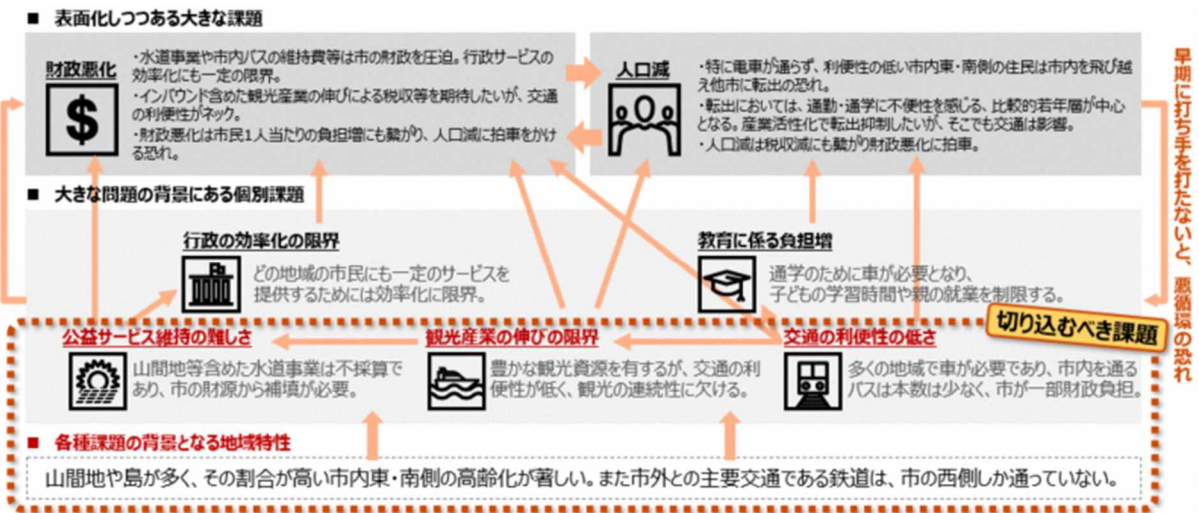 ■ 表面化しつつある大きな課題
財政悪化
・水道事業や市内バスの維持費等は市の財政を圧迫。行政サービスの
効率化にも一定の限界。
・インバウンド含めた観光産業の伸びによる税収等を期待したいが、交通
の利便性がネック。
・財政悪化は市民1人当たりの負担増にも繋がり、人口減に拍車をかけ
る恐れ。
人口減
・特に電車が通らず、利便性の低い市内東・南側の住民は市内を飛び越
え他市に転出の恐れ。
・転出においては、通勤・通学に不便性を感じる、比較的若年層が中心
となる。産業活性化で転出抑制したいが、そこでも交通は影響。
・人口減は税収減にも繋がり財政悪化に拍車。
早期に打ち手を打たないと、悪循環の恐れ
■ 大きな問題の背景にある個別課題
行政の効率化の限界
どの地域の市民にも一定のサービスを
提供するためには効率化に限界。
教育に係る負担増
通学のために車が必要となり、
子どもの学習時間や親の就業を制限する。
切り込むべき課題
公益サービス維持の難しさ
山間地等含めた水道事業は不採算で
あり、市の財源から補填が必要。
観光産業の伸びの限界
豊かな観光資源を有するが、交通の利
便性が低く、観光の連続性に欠ける。
交通の利便性の低さ
多くの地域で車が必要であり、市内を通る
バスは本数は少なく、市が一部財政負担。
■ 各種課題の背景となる地域特性
山間地や島が多く、その割合が高い市内東・南側の高齢化が著しい。また市外との主要交通である鉄道は、市の西側しか通っていない。